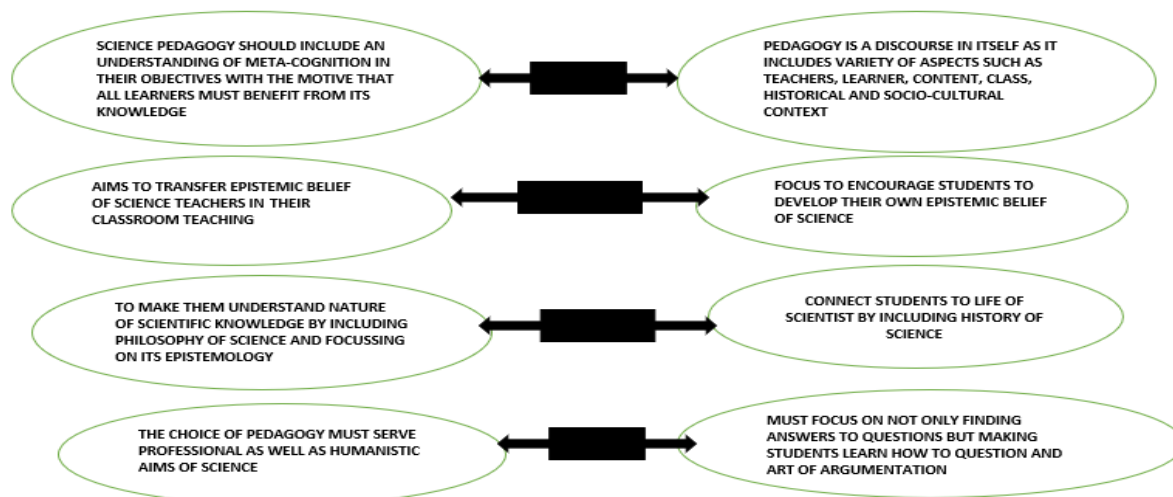 SCIENCE PEDAGOGY SHOULD INCLUDE AN
UNDERSTANDING OF META-COGNITION IN
THEIR OBJECTIVES WITH THE MOTIVE THAT
ALL LEARNERS MUST BENEFIT FROM ITS
KNOWLEDGE
PEDAGOGY IS A DISCOURSE IN ITSELF AS IT
INCLUDES VARIETY OF ASPECTS SUCH AS
TEACHERS, LEARNER, CONTENT, CLASS,
HISTORICAL AND SOCIO-CULTURAL
CONTEXT
AIMS TO TRANSFER EPISTEMIC BELIEF
OF SCIENCE TEACHERS IN THEIR
CLASSROOM TEACHING
FOCUS TO ENCOURAGE STUDENTS TO
DEVELOP THEIR OWN EPISTEMIC BELIEF
OF SCIENCE
TO MAKE THEM UNDERSTAND NATURE
OF SCIENTIFIC KNOWLEDGE BY INCLUDING
PHILOSOPHY OF SCIENCE AND FOCUSSING
ON ITS EPISTEMOLOGY
CONNECT STUDENTS TO LIFE OF
SCIENTIST BY INCLUDING HISTORY OF
SCIENCE
THE CHOICE OF PEDAGOGY MUST SERVE
PROFESSIONAL AS WELL AS HUMANISTIC
AIMS OF SCIENCE
MUST FOCUS ON NOT ONLY FINDING
ANSWERS TO QUESTIONS BUT MAKING
STUDENTS LEARN HOW TO QUESTION AND
ART OF ARGUMENTATION